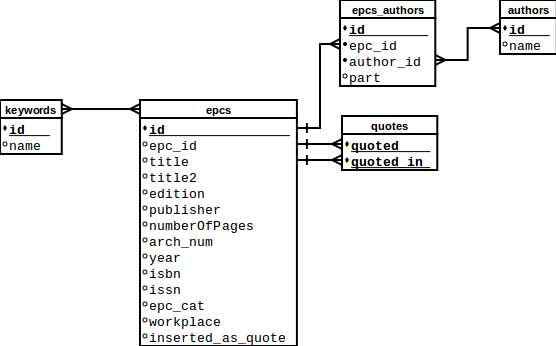 epcs_authors
id
epc_id
author_id
part
authors
id
name
keywords
id
name
epcs
id
epc_id
title
title2
edition
publisher
numberOfPages
arch_num
year
isbn
issn
epc_cat
workplace
inserted_as_quote
quotes
quoted
quoted_in